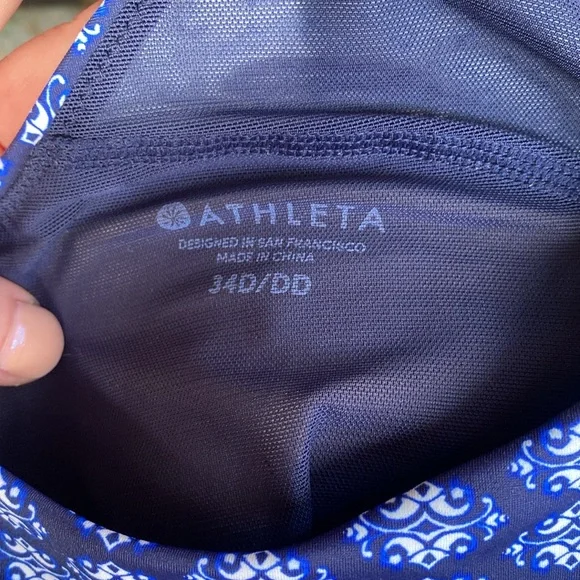 ATHLETA
DESIGNED IN SAN FRANCISCO
MADE IN CHINA
34D/DD